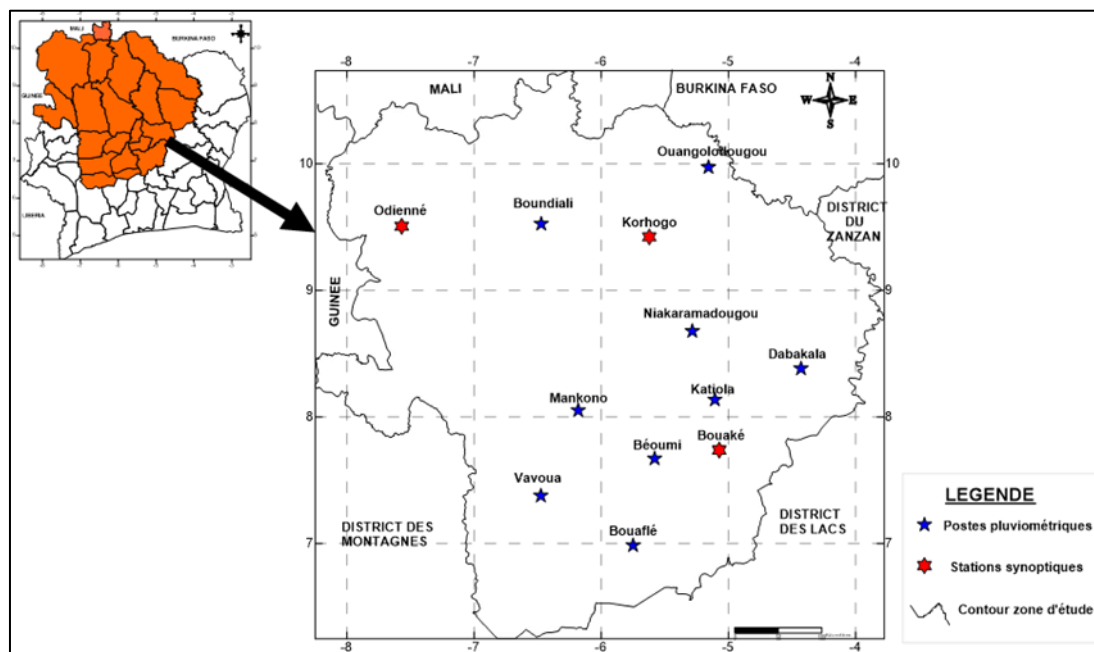 MALI
BURKINA FASO
GUINEE
LIBERIA
-8 -7 -6 -5 -4
MALI
BURKINA FASO
N
W E
S
10 10
Ouangolodougou
Odienné
Boundiali
Korhogo
DISTRICT
DU
ZANZAN
9 9
GUINEE
Niakaramadougou
Dabakala
Katiola
Mankono
8 8
Bouaké
Béoumi
Vavoua
DISTRICT DES
MONTAGNES
DISTRICT
DES LACS
Bouaflé
7 7
-8 -7 -6 -5 -4
LEGENDE
Postes pluviométriques
Stations synoptiques
Contour zone d'étude